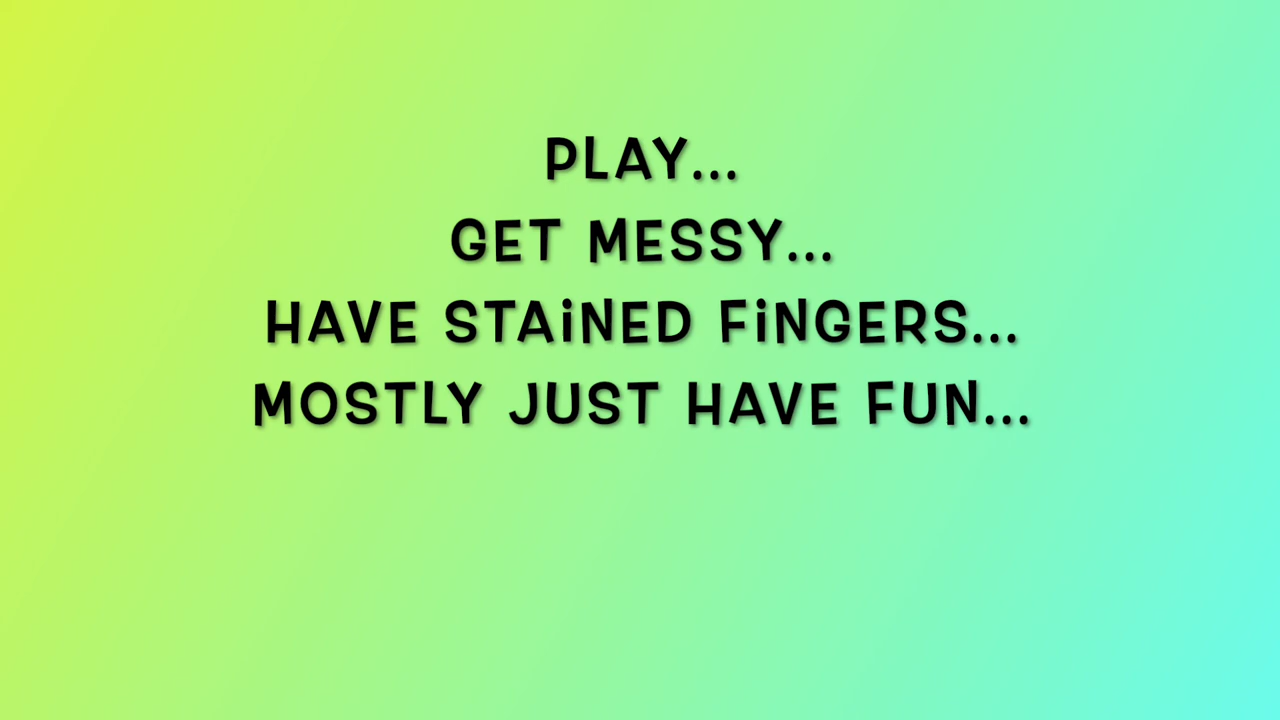 PLAY...
GET MESSY...
HAVE STAiNED FiNGERS...
MOSTLY JUST HAVE FUN...